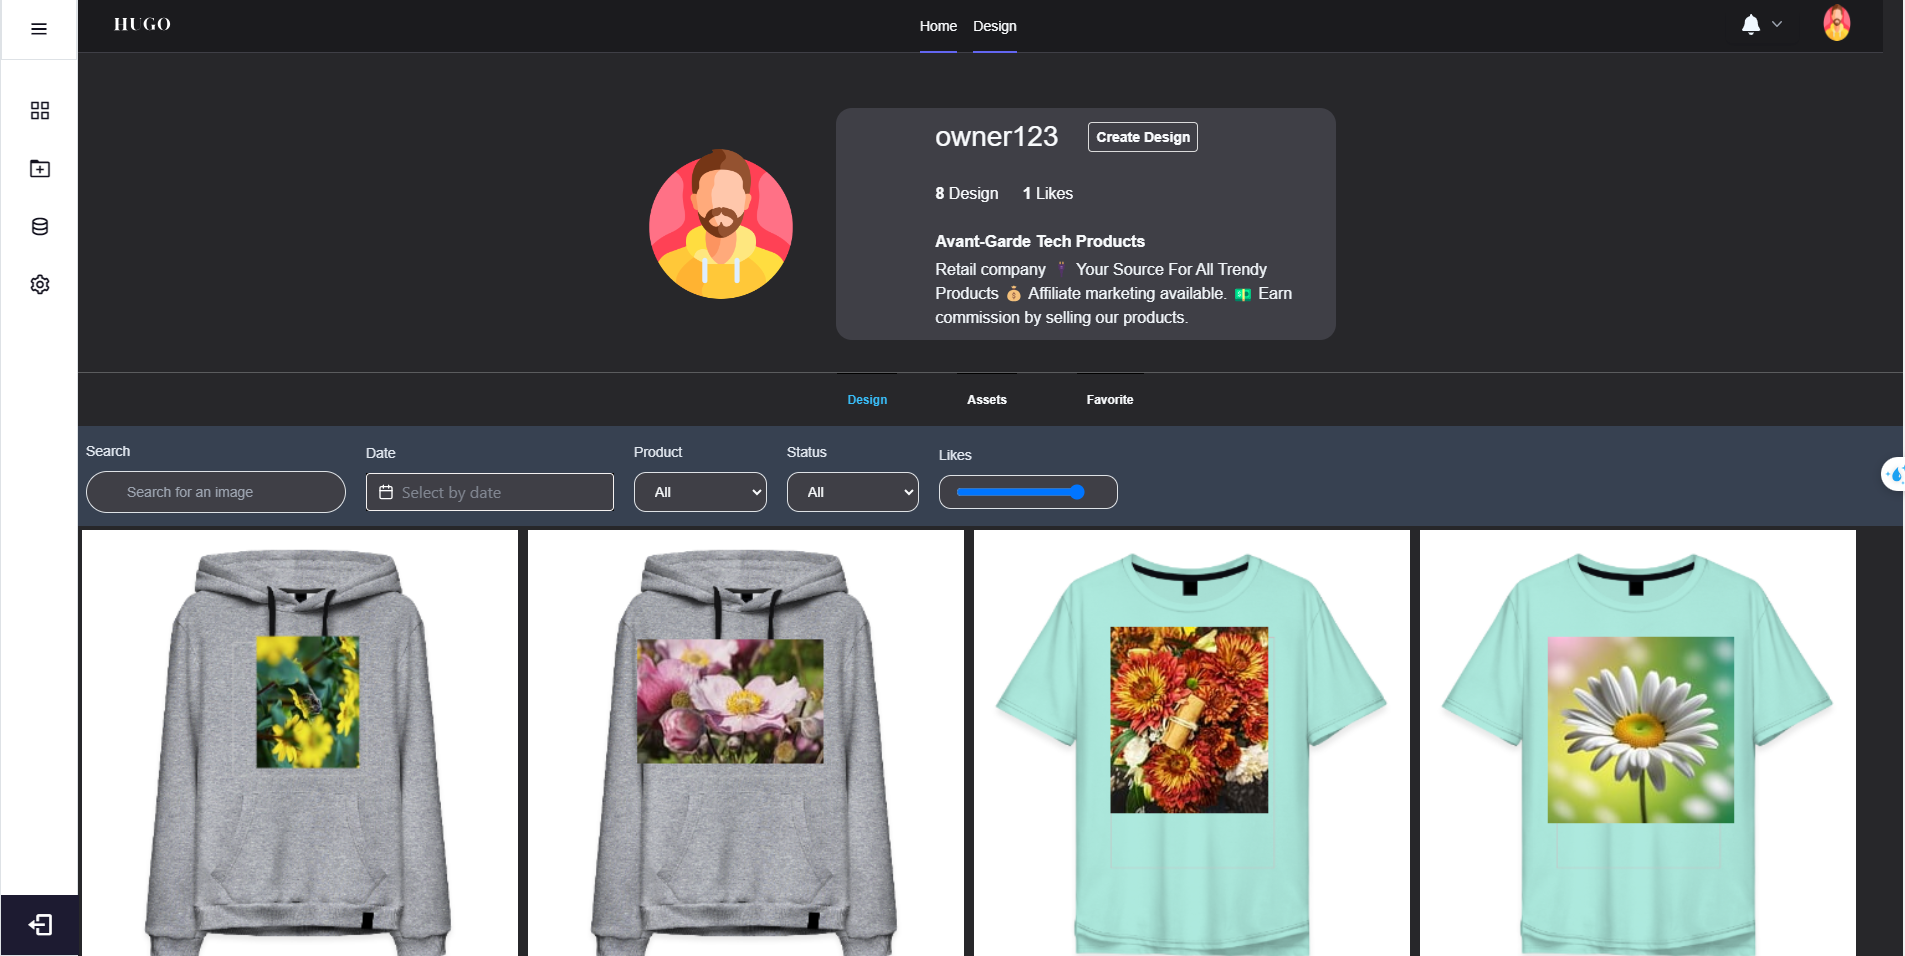 HUGO
Home Design
owner123 Create Design
8 Design 1 Likes
Avant-Garde Tech Products
Retail company Your Source For All Trendy
Products 💰 Affiliate marketing available. 💵 Earn
commission by selling our products.
Design Assets Favorite
Search Date Product Status Likes
Search for an image Select by date All All